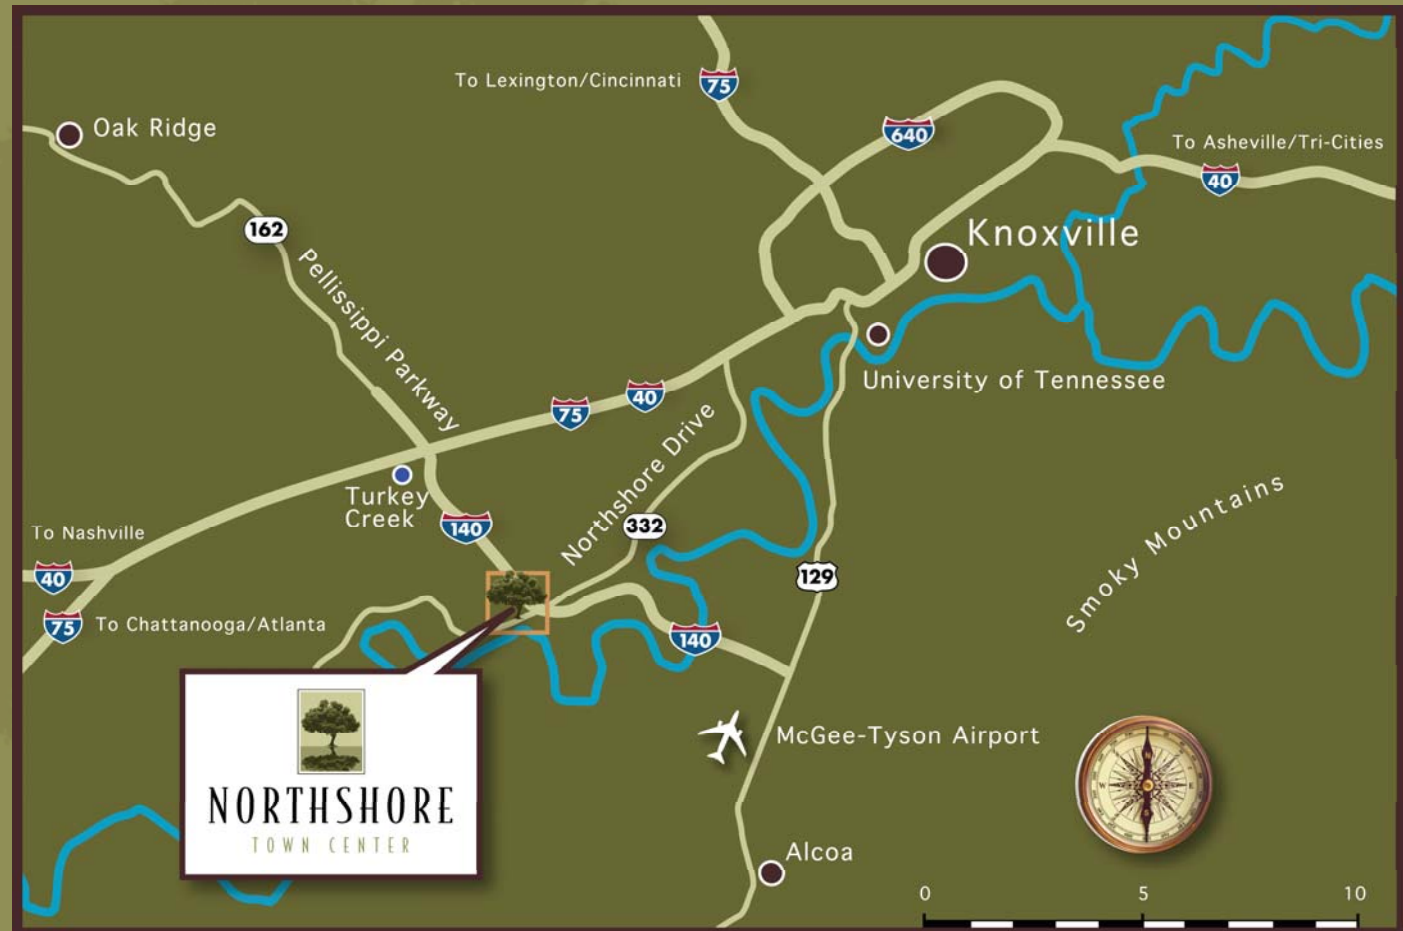 To Lexington/Cincinnati
75
640
Oak Ridge
To Asheville/Tri-Cities
40
162
Knoxville
Pellissippi Parkway
University of Tennessee
75
40
Northshore Drive
Turkey
Creek
140
332
Smoky Mountains
To Nashville
40
129
75
To Chattanooga/Atlanta
140
McGee-Tyson Airport
NORTHSHORE
TOWN CENTER
N
W
E
Alcoa
0 5 10